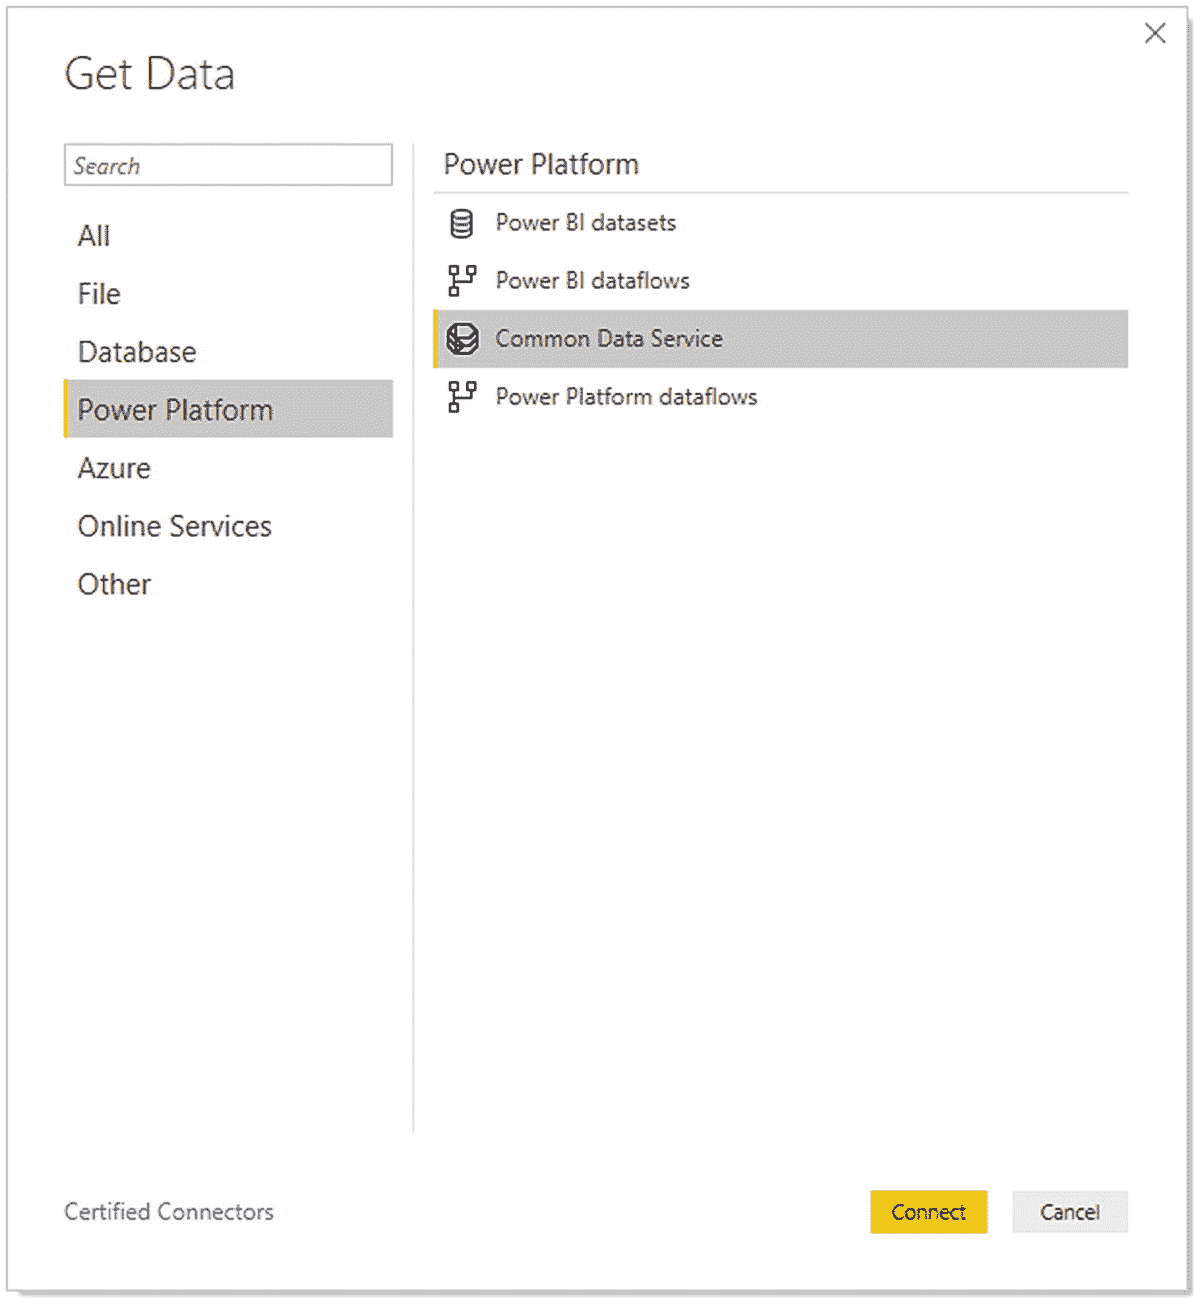 Get Data
Search
All
File
Database
Power Platform
Azure
Online Services
Other
Power Platform
Power BI datasets
Power BI dataflows
Common Data Service
Power Platform dataflows
Certified Connectors
Connect
Cancel